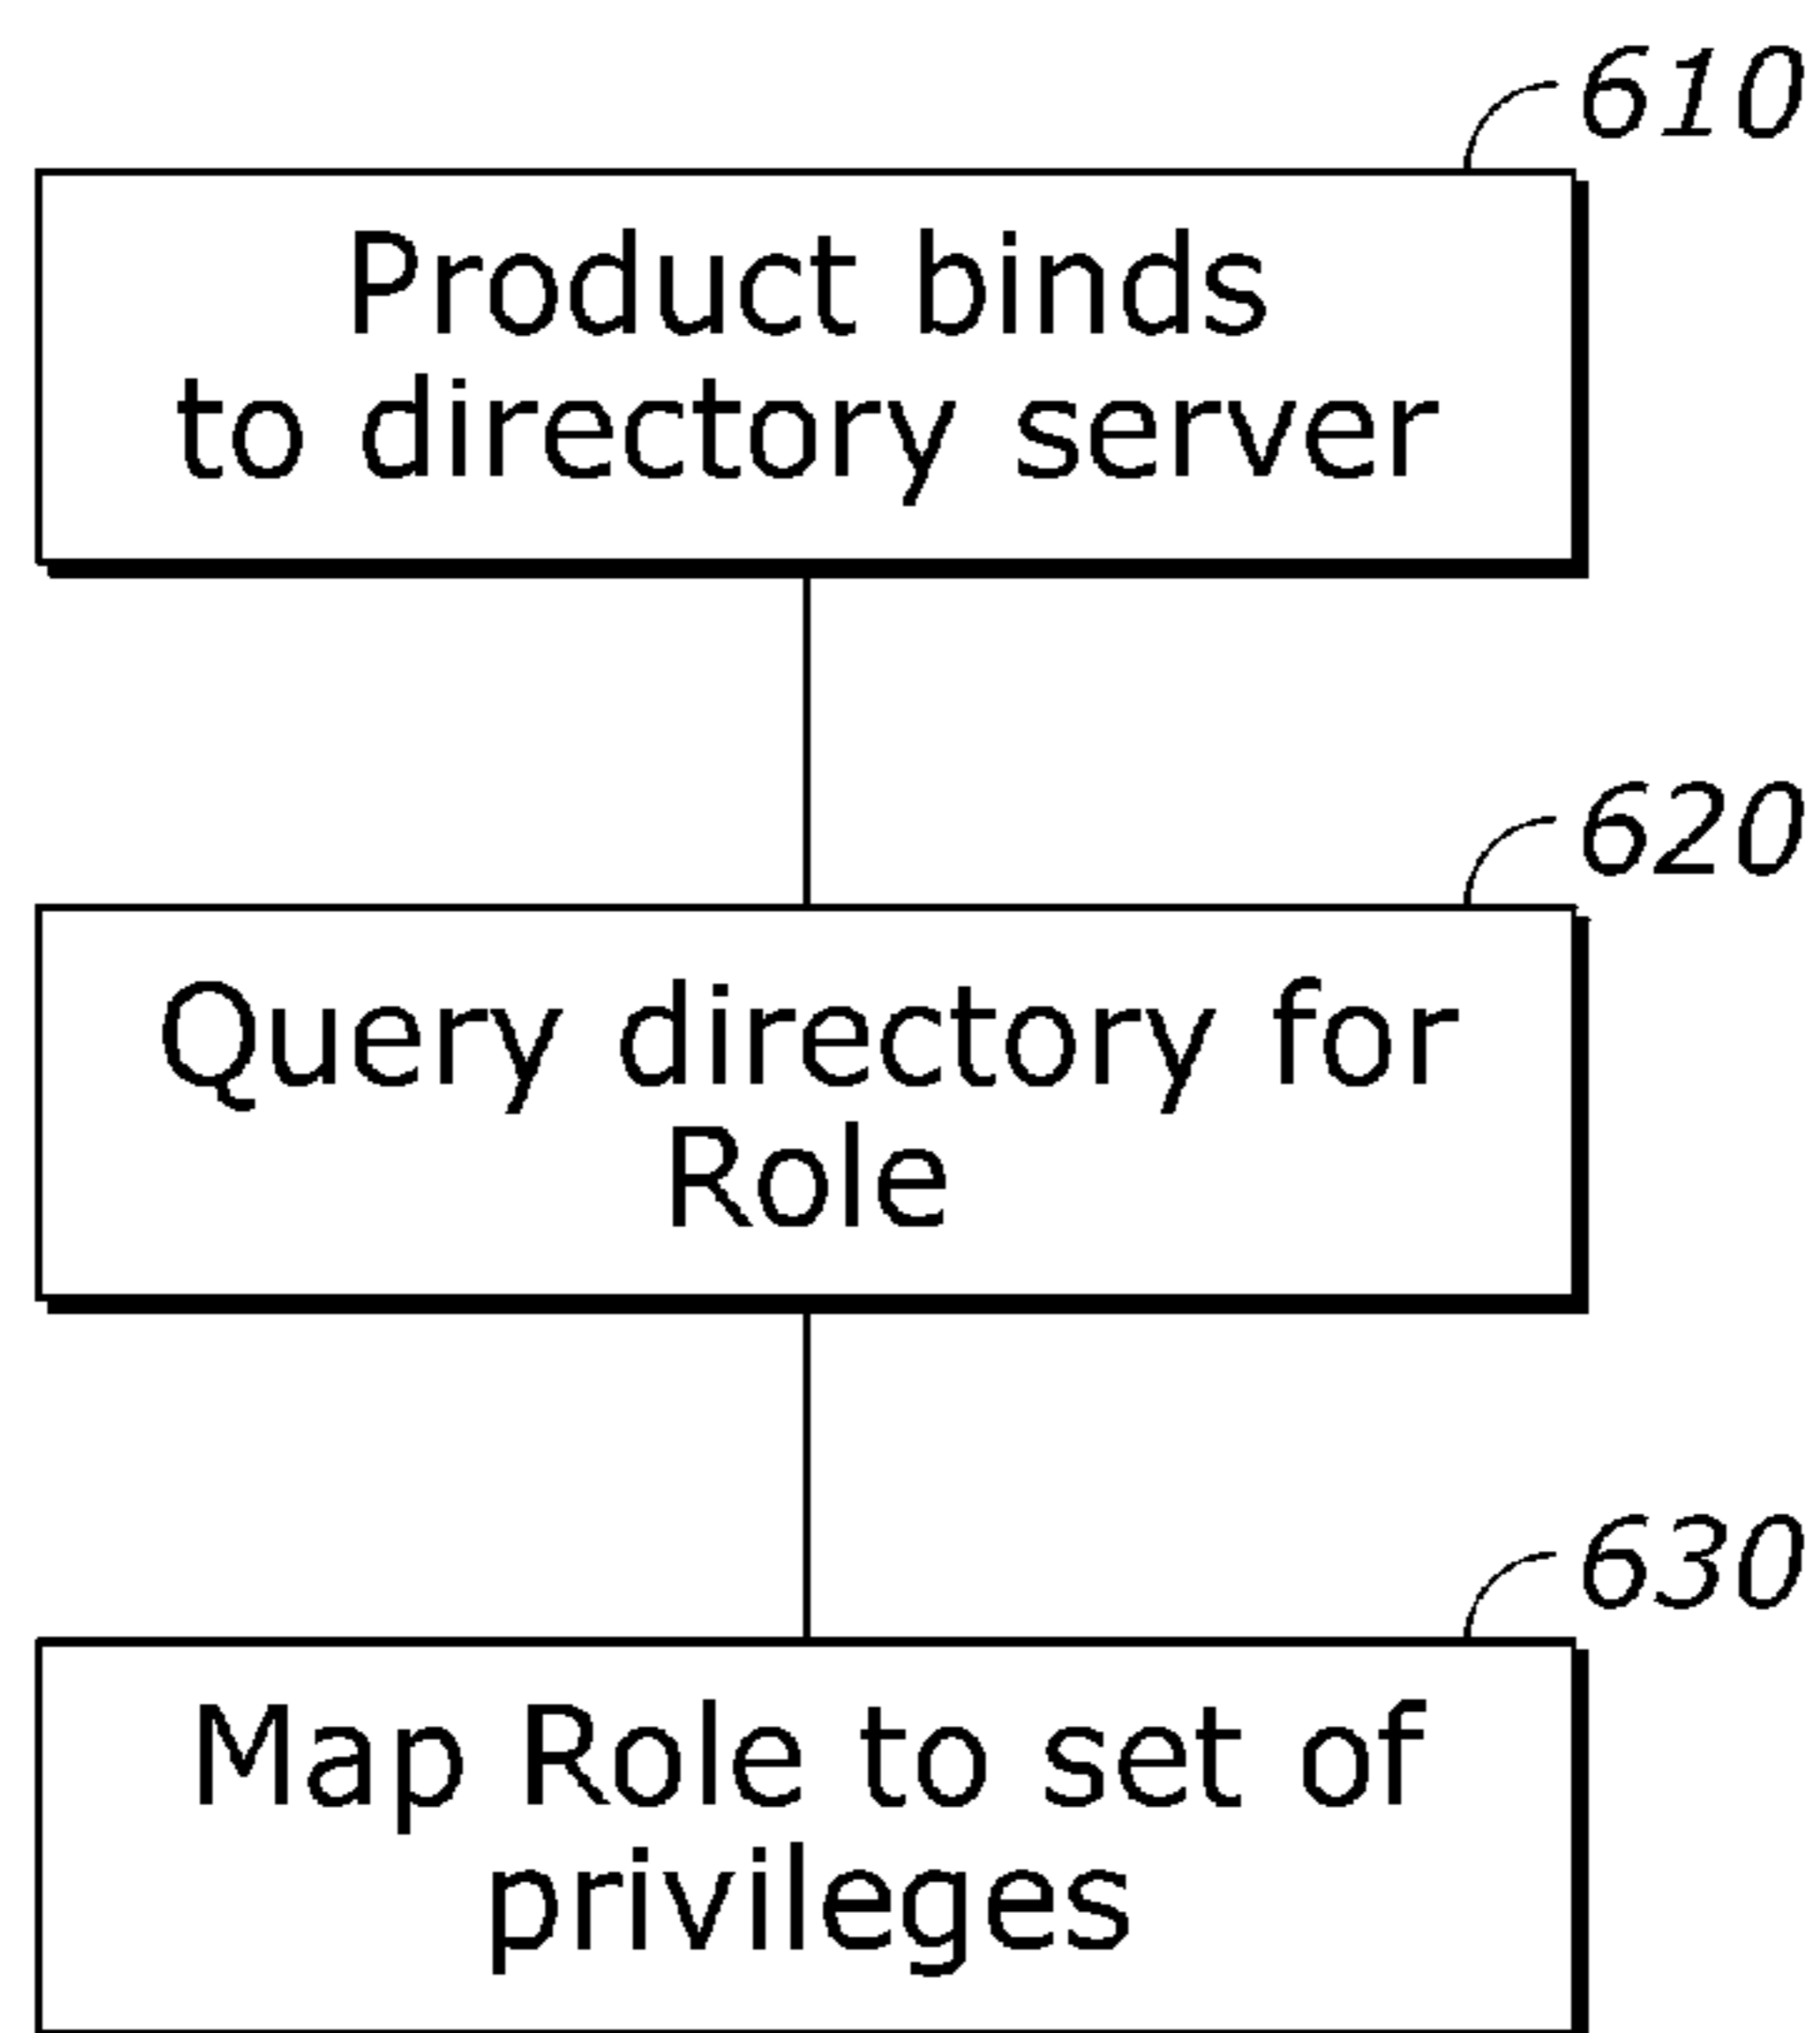 610
Product binds
to directory server
620
Query directory for
Role
630
Map Role to set of
privileges